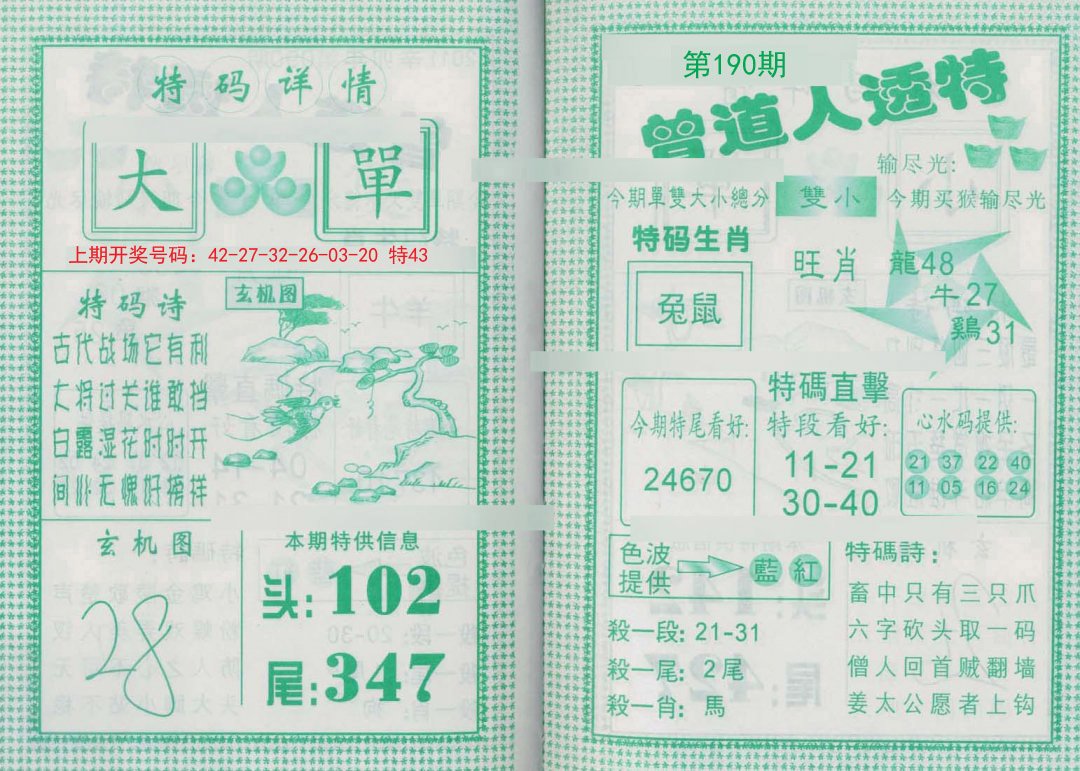 特码详情
大 單
上期开奖号码：42-27-32-26-03-20 特43
特码诗
古代战场它有利
大将过关谁敢挡
白露湿花时时开
问心无愧好榜样
玄机图
玄机图
28
本期特供信息
头:102
尾:347
第190期
曾道人透特
输尽光:
今期單雙大小總分 雙小 今期买猴输尽光
特码生肖
兔鼠
旺肖
龍48
牛27
鷄31
今期特尾看好:
24670
特碼直擊
特段看好:
11-21
30-40
心水码提供:
21 37 22 40
11 05 16 24
色波提供
藍 紅
殺一段: 21-31
殺一尾: 2尾
殺一肖: 馬
特碼詩:
畜中只有三只爪
六字砍头取一码
僧人回首贼翻墙
姜太公愿者上钩